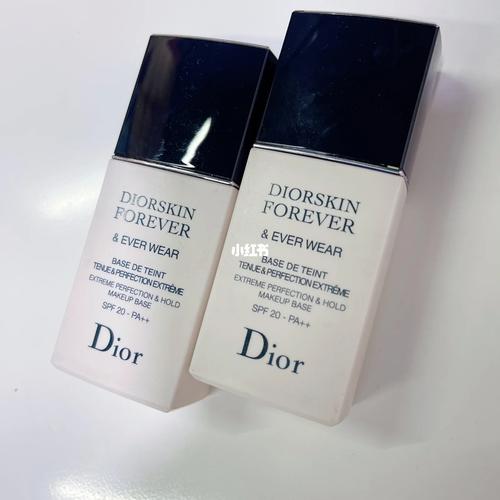 DIORSKIN
FOREVER
& EVER WEAR
BASE DE TEINT
TENUE & PERFECTION EXTRÊME
EXTREME PERFECTION & HOLD
MAKEUP BASE
SPF 20 - PA++
Dior
小红书
DIORSKIN
FOREVER
& EVER WEAR
BASE DE TEINT
TENUE & PERFECTION EXTRÊME
EXTREME PERFECTION & HOLD
MAKEUP BASE
SPF 20 - PA++
Dior